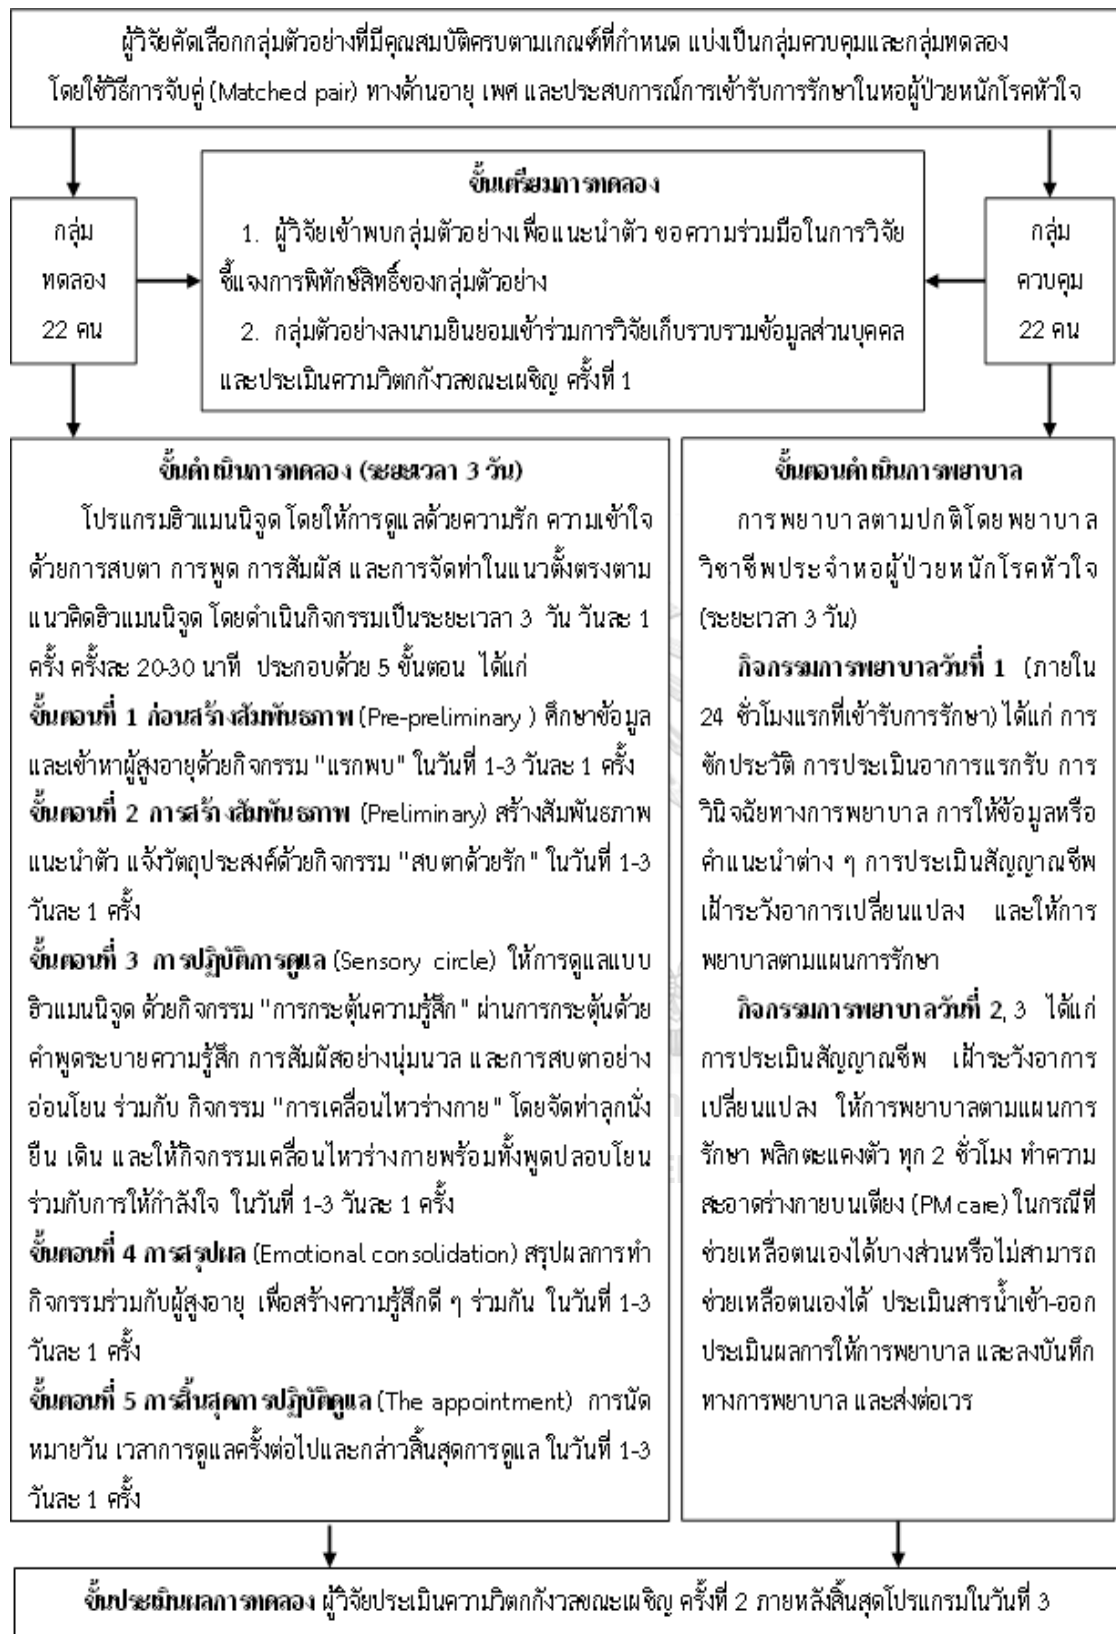 ผู้วิจัยคัดเลือกกลุ่มตัวอย่างที่มีคุณสมบัติครบตามเกณฑ์ที่กำหนด แบ่งเป็นกลุ่มควบคุมและกลุ่มทดลอง
โดยใช้วิธีการจับคู่ (Matched pair) ทางด้านอายุ เพศ และประสบการณ์การเข้ารับการรักษาในหอผู้ป่วยหนักโรคหัวใจ
กลุ่ม
ทดลอง
22 คน
ขั้นเตรียมการทดลอง
1. ผู้วิจัยเข้าพบกลุ่มตัวอย่างเพื่อแนะนำตัว ขอความร่วมมือในการวิจัย
ชี้แจงการพิทักษ์สิทธิ์ของกลุ่มตัวอย่าง
2. กลุ่มตัวอย่างลงนามยินยอมเข้าร่วมการวิจัยเก็บรวบรวมข้อมูลส่วนบุคคล
และประเมินความวิตกกังวลขณะเผชิญ ครั้งที่ 1
กลุ่ม
ควบคุม
22 คน
ขั้นดำเนินการทดลอง (ระยะเวลา 3 วัน)
โปรแกรมฮิวแมนนิจูด โดยให้การดูแลด้วยความรัก ความเข้าใจ
ด้วยการสบตา การพูด การสัมผัส และการจัดท่าในแนวตั้งตรงตาม
แนวคิดฮิวแมนนิจูด โดยดำเนินกิจกรรมเป็นระยะเวลา 3 วัน วันละ 1
ครั้ง ครั้งละ 20-30 นาที ประกอบด้วย 5 ขั้นตอน ได้แก่
ขั้นตอนที่ 1 ก่อนสร้างสัมพันธภาพ (Pre-preliminary ) ศึกษาข้อมูล
และเข้าหาผู้สูงอายุด้วยกิจกรรม "แรกพบ" ในวันที่ 1-3 วันละ 1 ครั้ง
ขั้นตอนที่ 2 การสร้างสัมพันธภาพ (Preliminary) สร้างสัมพันธภาพ
แนะนำตัว แจ้งวัตถุประสงค์ด้วยกิจกรรม "สบตาด้วยรัก" ในวันที่ 1-3
วันละ 1 ครั้ง
ขั้นตอนที่ 3 การปฏิบัติการดูแล (Sensory circle) ให้การดูแลแบบ
ฮิวแมนนิจูด ด้วยกิจกรรม "การกระตุ้นความรู้สึก" ผ่านการกระตุ้นด้วย
คำพูดระบายความรู้สึก การสัมผัสอย่างนุ่มนวล และการสบตาอย่าง
อ่อนโยน ร่วมกับ กิจกรรม "การเคลื่อนไหวร่างกาย" โดยจัดท่าลุกนั่ง
ยืน เดิน และให้กิจกรรมเคลื่อนไหวร่างกายพร้อมทั้งพูดปลอบโยน
ร่วมกับการให้กำลังใจ ในวันที่ 1-3 วันละ 1 ครั้ง
ขั้นตอนที่ 4 การสรุปผล (Emotional consolidation) สรุปผลการทำ
กิจกรรมร่วมกับผู้สูงอายุ เพื่อสร้างความรู้สึกดี ๆ ร่วมกัน ในวันที่ 1-3
วันละ 1 ครั้ง
ขั้นตอนที่ 5 การสิ้นสุดการปฏิบัติดูแล (The appointment) การนัด
หมายวัน เวลาการดูแลครั้งต่อไปและกล่าวสิ้นสุดการดูแล ในวันที่ 1-3
วันละ 1 ครั้ง
ขั้นตอนดำเนินการพยาบาล
การพยาบาลตามปกติโดยพยาบาล
วิชาชีพประจำหอผู้ป่วยหนักโรคหัวใจ
(ระยะเวลา 3 วัน)
กิจกรรมการพยาบาลวันที่ 1 (ภายใน
24 ชั่วโมงแรกที่เข้ารับการรักษา) ได้แก่ การ
ซักประวัติ การประเมินอาการแรกรับ การ
วินิจฉัยทางการพยาบาล การให้ข้อมูลหรือ
คำแนะนำต่าง ๆ การประเมินสัญญาณชีพ
เฝ้าระวังอาการเปลี่ยนแปลง และให้การ
พยาบาลตามแผนการรักษา
กิจกรรมการพยาบาลวันที่ 2, 3 ได้แก่
การประเมินสัญญาณชีพ เฝ้าระวังอาการ
เปลี่ยนแปลง ให้การพยาบาลตามแผนการ
รักษา พลิกตะแคงตัว ทุก 2 ชั่วโมง ทำความ
สะอาดร่างกายบนเตียง (PM care) ในกรณีที่
ช่วยเหลือตนเองได้บางส่วนหรือไม่สามารถ
ช่วยเหลือตนเองได้ ประเมินสารน้ำเข้า-ออก
ประเมินผลการให้การพยาบาล และลงบันทึก
ทางการพยาบาล และส่งต่อเวร
ขั้นประเมินผลการทดลอง ผู้วิจัยประเมินความวิตกกังวลขณะเผชิญ ครั้งที่ 2 ภายหลังสิ้นสุดโปรแกรมในวันที่ 3